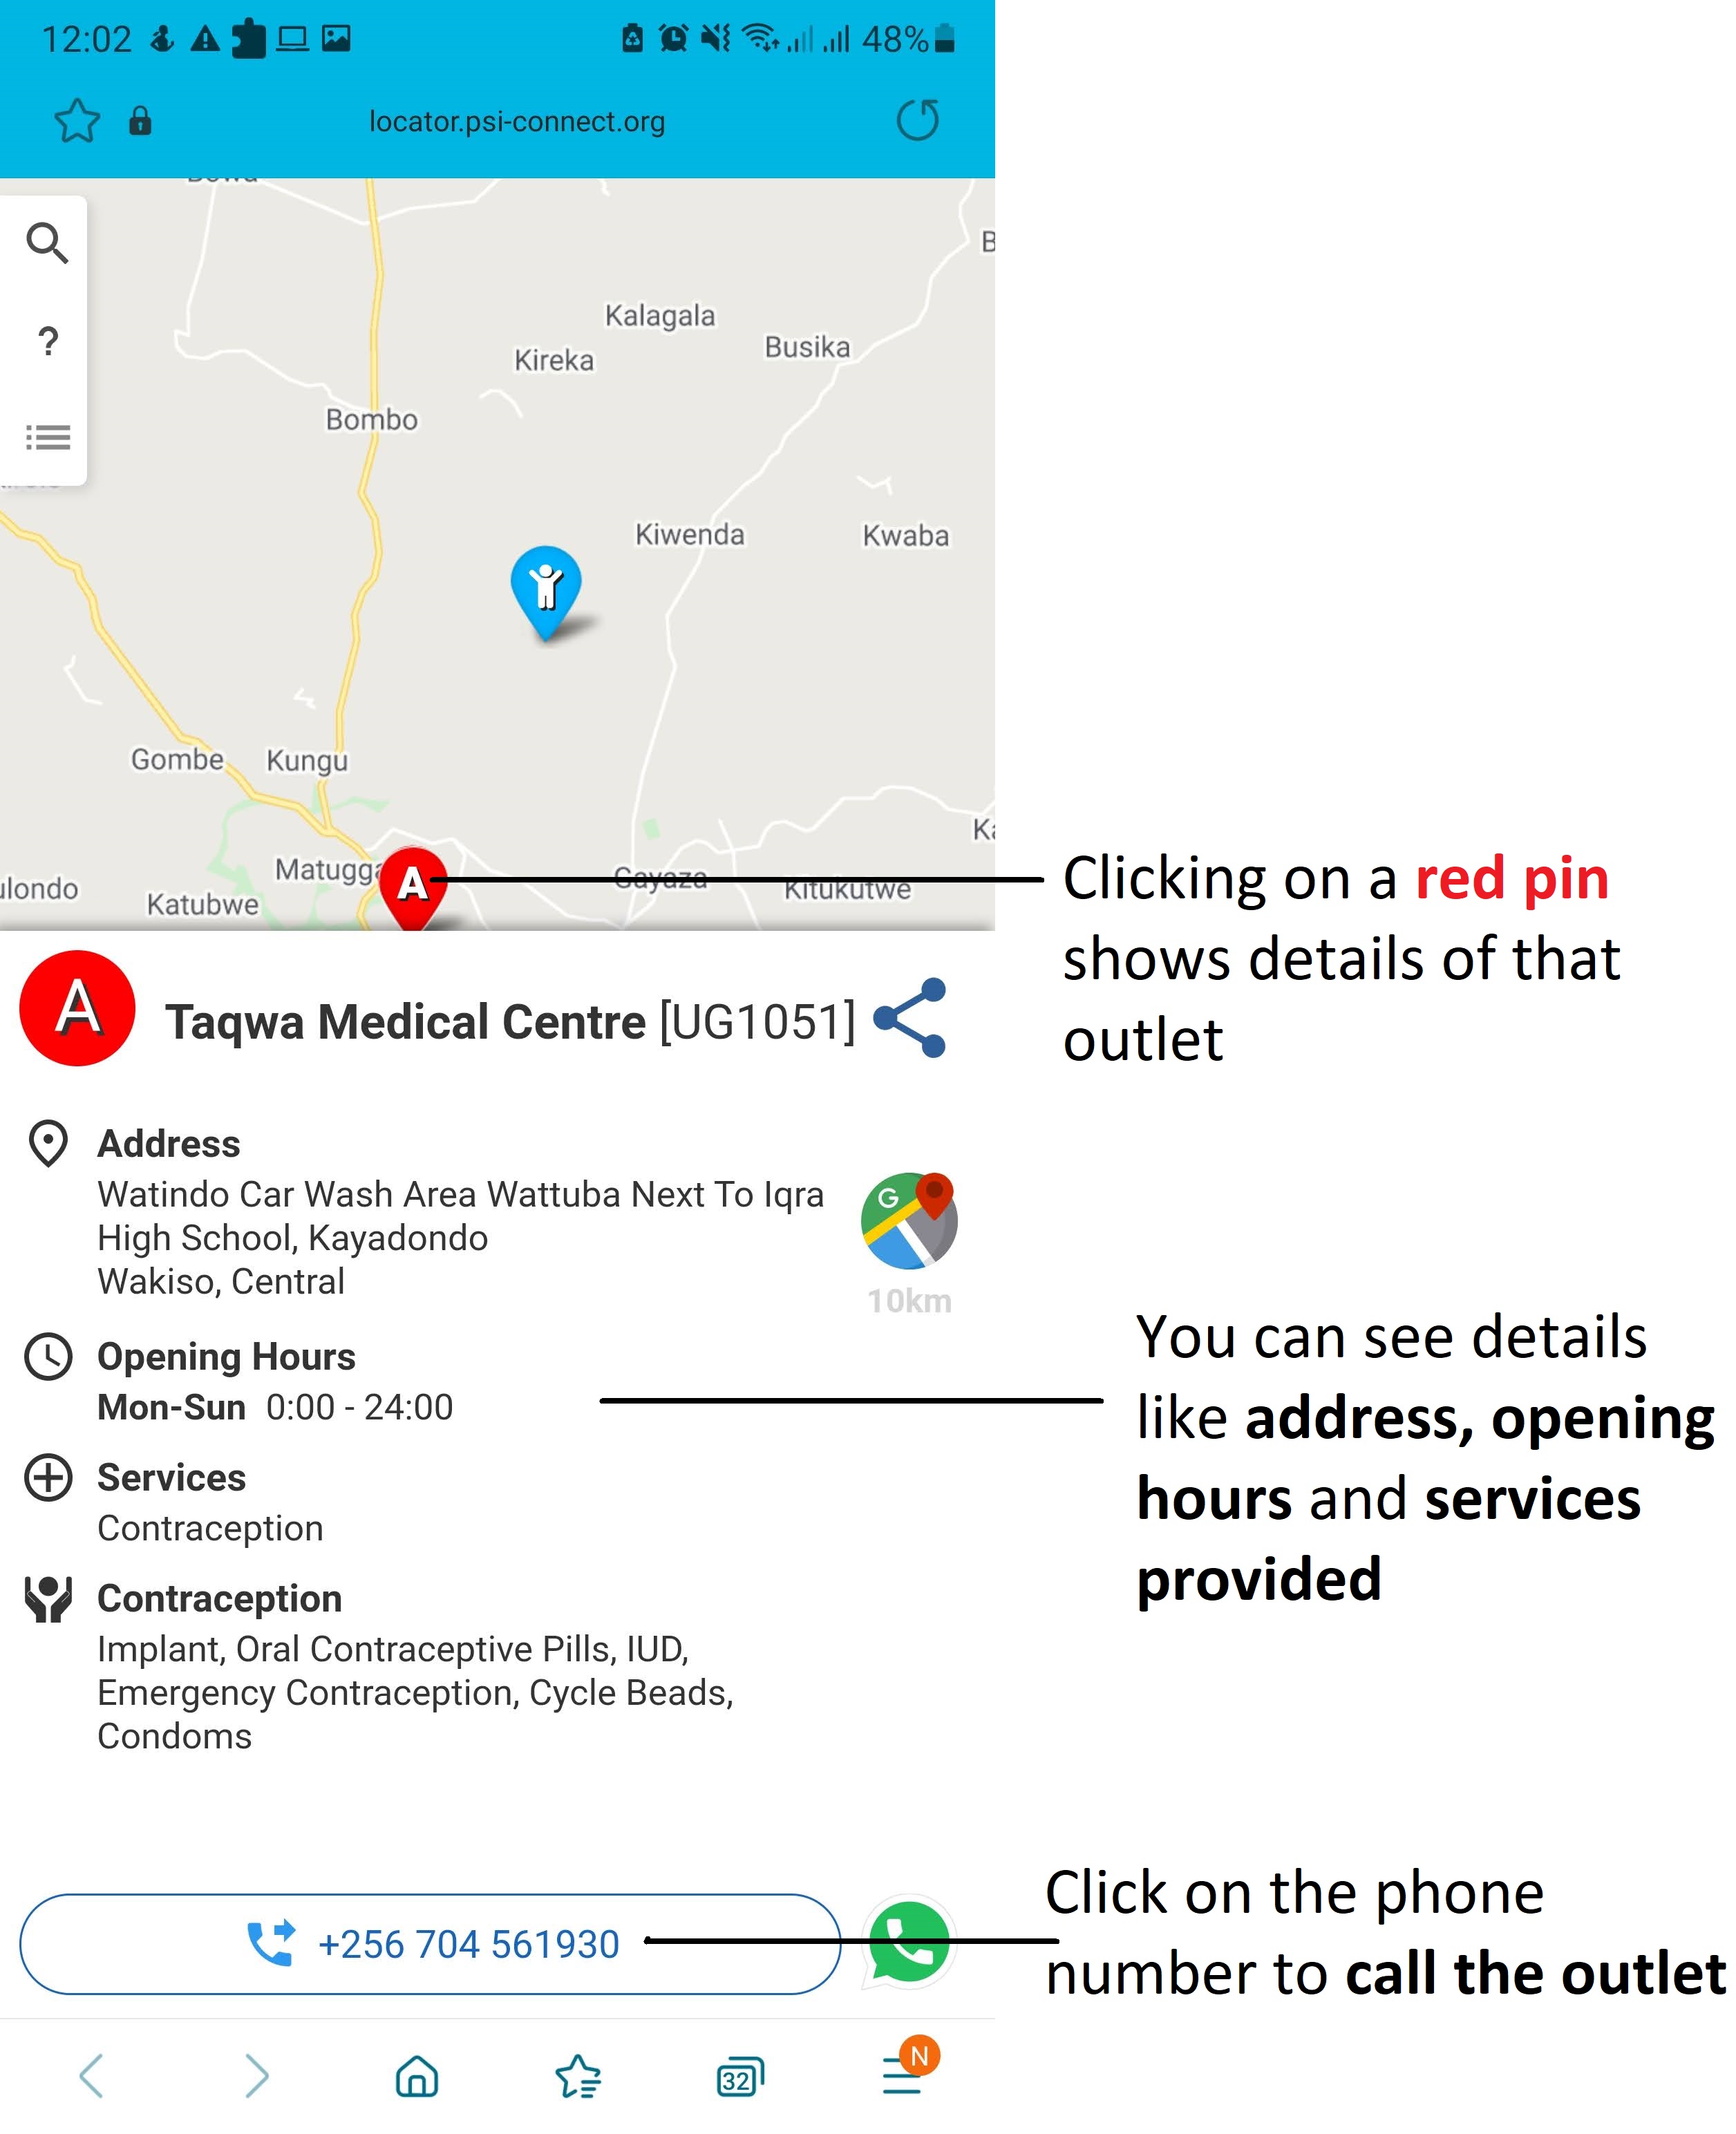 12:02
48%
locator.psi-connect.org
Kalagala
Busika
Kireka
Bombo
Kiwenda
Kwaba
Gombe
Kungu
Matugga
Gayaza
Kitukutwe
Katubwe
A
Clicking on a red pin
shows details of that
outlet
A
Taqwa Medical Centre [UG1051]
Address
Watindo Car Wash Area Wattuba Next To Iqra
High School, Kayadondo
Wakiso, Central
G
10km
You can see details
like address, opening
hours and services
provided
Opening Hours
Mon-Sun 0:00 - 24:00
Services
Contraception
Contraception
Implant, Oral Contraceptive Pills, IUD,
Emergency Contraception, Cycle Beads,
Condoms
Click on the phone
number to call the outlet
+256 704 561930
32
N